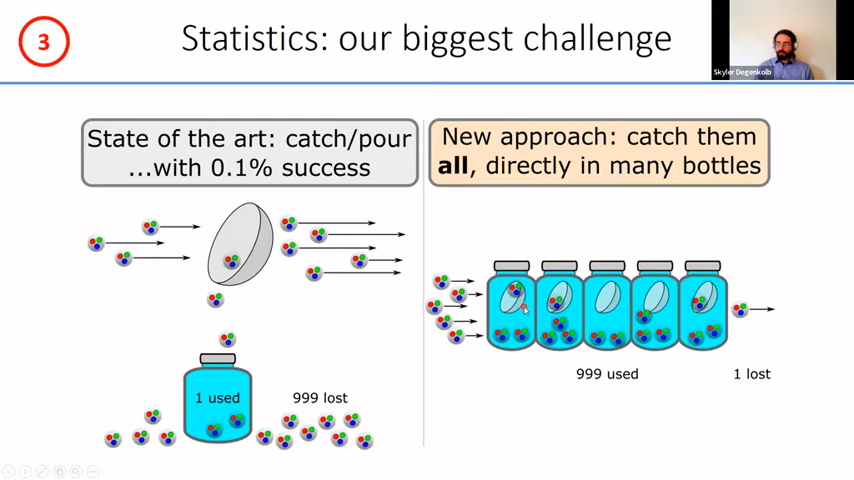 3
Statistics: our biggest challenge
Skyler Degenkolb
State of the art: catch/pour
...with 0.1% success
New approach: catch them
all, directly in many bottles
1 used
999 lost
999 used
1 lost